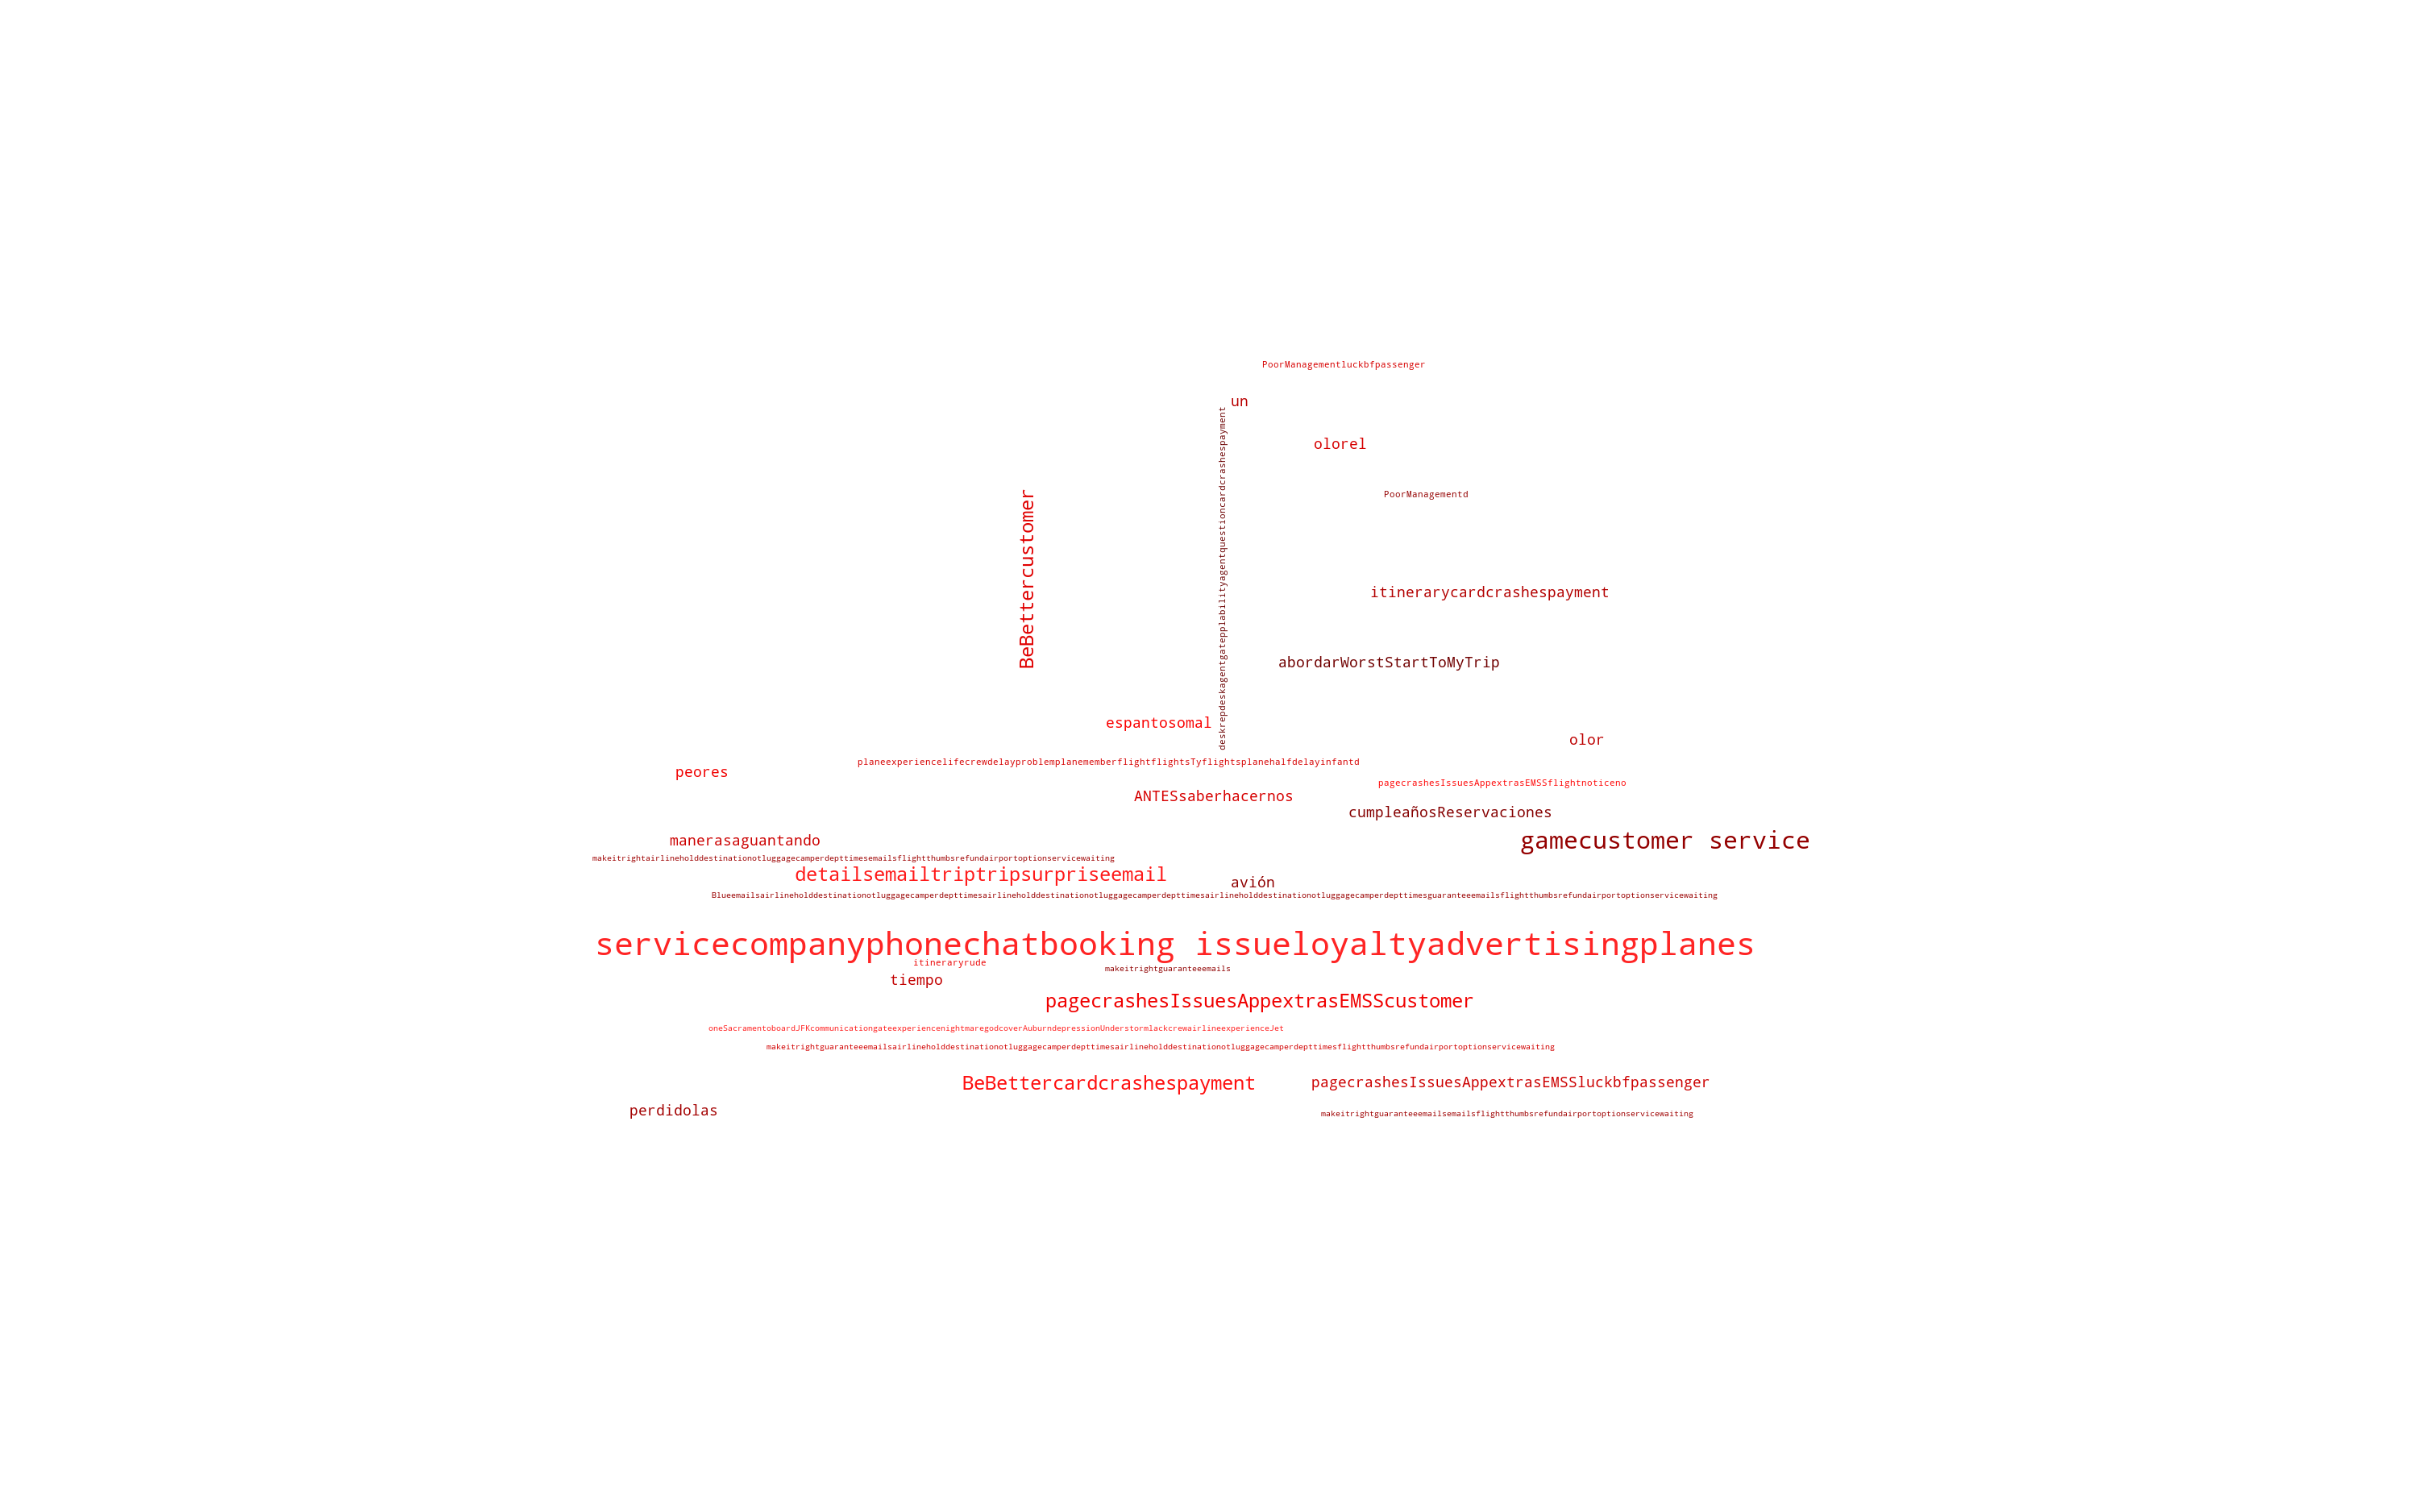 PoorManagementluckbfpassenger
un
olorel
deskrepdeskagentgatepplabilityagentquestioncardcrashespayment
BeBettercustomer
PoorManagementd
itinerarycardcrashespayment
abordarWorstStartToMyTrip
espantosomal
olor
planeexperiencelifecrewdelayproblemplanememberflightflightsTyflightsplanehalfdelayinfantd
peores
pagecrashesIssuesAppextrasEMSSflightnoticeno
ANTESsaberhacernos
cumpleañosReservaciones
manerasaguantando
gamecustomer service
makeitrightairlineholddestinationotluggagecamperdepttimesemailsflightthumbsrefundairportoptionservicewaiting
detailsemailtriptripsurpriseemail
avión
Blueemailsairlineholddestinationotluggagecamperdepttimesairlineholddestinationotluggagecamperdepttimesairlineholddestinationotluggagecamperdepttimesguaranteeemailsflightthumbsrefundairportoptionservicewaiting
servicecompanyphonechatbooking issueloyaltyadvertisingplanes
itineraryrude
makeitrightguaranteeemails
tiempo
pagecrashesIssuesAppextrasEMSScustomer
oneSacramentoboardJFKcommunicationgateexperiencenightmaregodcoverAuburndepressionUnderstormlackcrewairlineexperienceJet
makeitrightguaranteeemailsairlineholddestinationotluggagecamperdepttimesairlineholddestinationotluggagecamperdepttimesflightthumbsrefundairportoptionservicewaiting
BeBettercardcrashespayment
pagecrashesIssuesAppextrasEMSSluckbfpassenger
perdidolas
makeitrightguaranteeemailsemailsflightthumbsrefundairportoptionservicewaiting